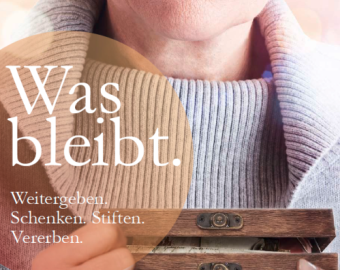 Was
bleibt.
Weitergeben.
Schenken. Stiften.
Vererben.